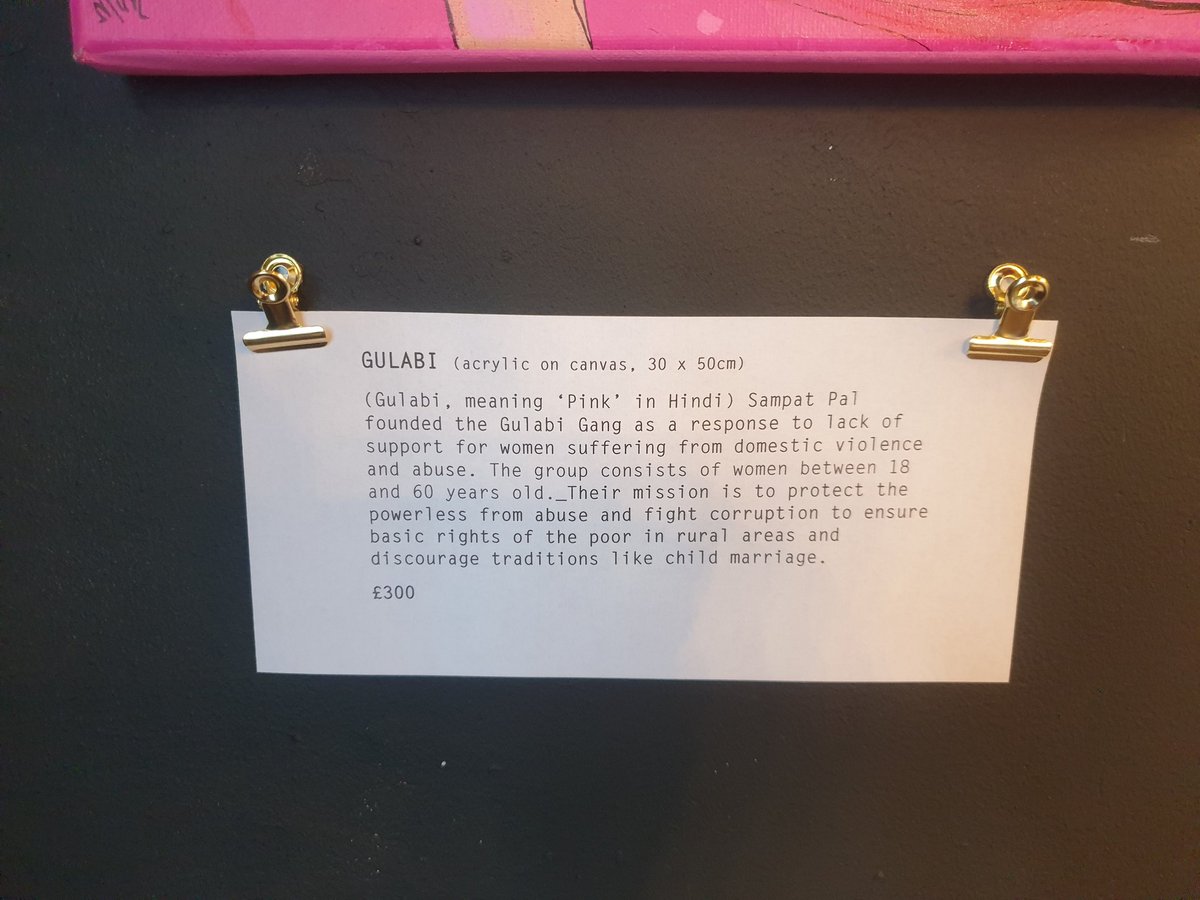 GULABI (acrylic on canvas, 30 x 50cm)
(Gulabi, meaning ‘Pink’ in Hindi) Sampat Pal
founded the Gulabi Gang as a response to lack of
support for women suffering from domestic violence
and abuse. The group consists of women between 18
and 60 years old._Their mission is to protect the
powerless from abuse and fight corruption to ensure
basic rights of the poor in rural areas and
discourage traditions like child marriage.
£300